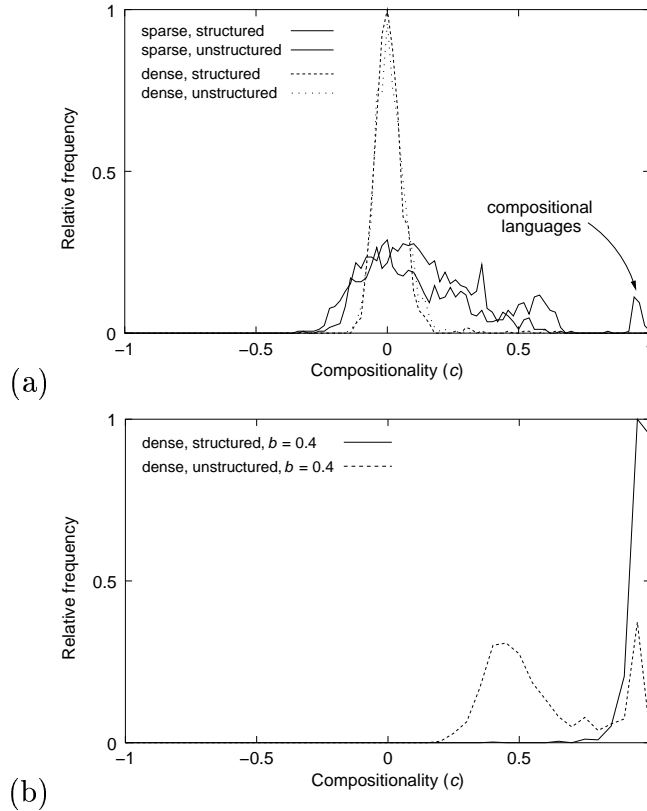 1
sparse, structured
sparse, unstructured
dense, structured
dense, unstructured
0.5
compositional
languages
Relative frequency
0
−1
−0.5
0
0.5
1
Compositionality (c)
(a)
1
dense, structured, b = 0.4
dense, unstructured, b = 0.4
0.5
Relative frequency
0
−1
−0.5
0
0.5
1
Compositionality (c)
(b)